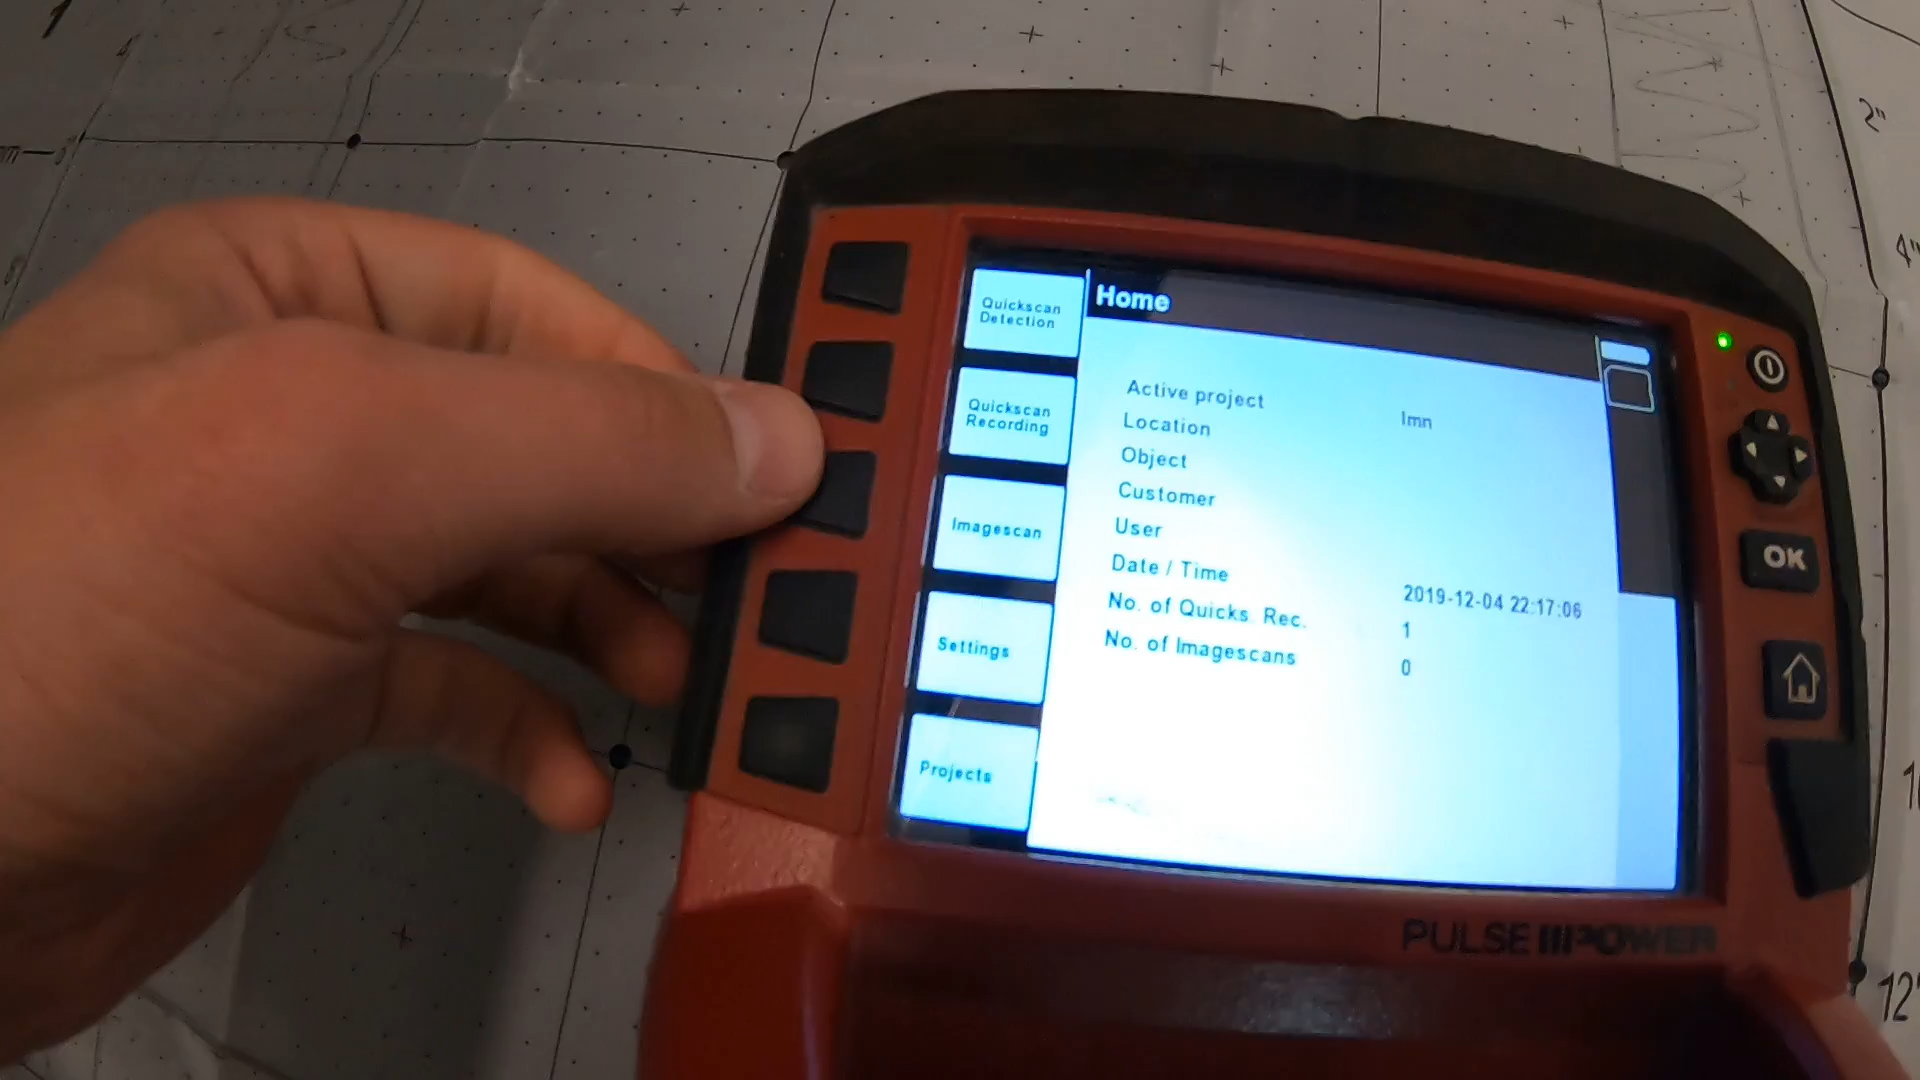 Home
Quickscan
Detection
Quickscan
Recording
Imagescan
Settings
Projects
Active project lmn
Location
Object
Customer
User
Date / Time 2019-12-04 22:17:06
No. of Quicks. Rec. 1
No. of Imagescans 0
OK
PULSE POWER
2"
4"
12"